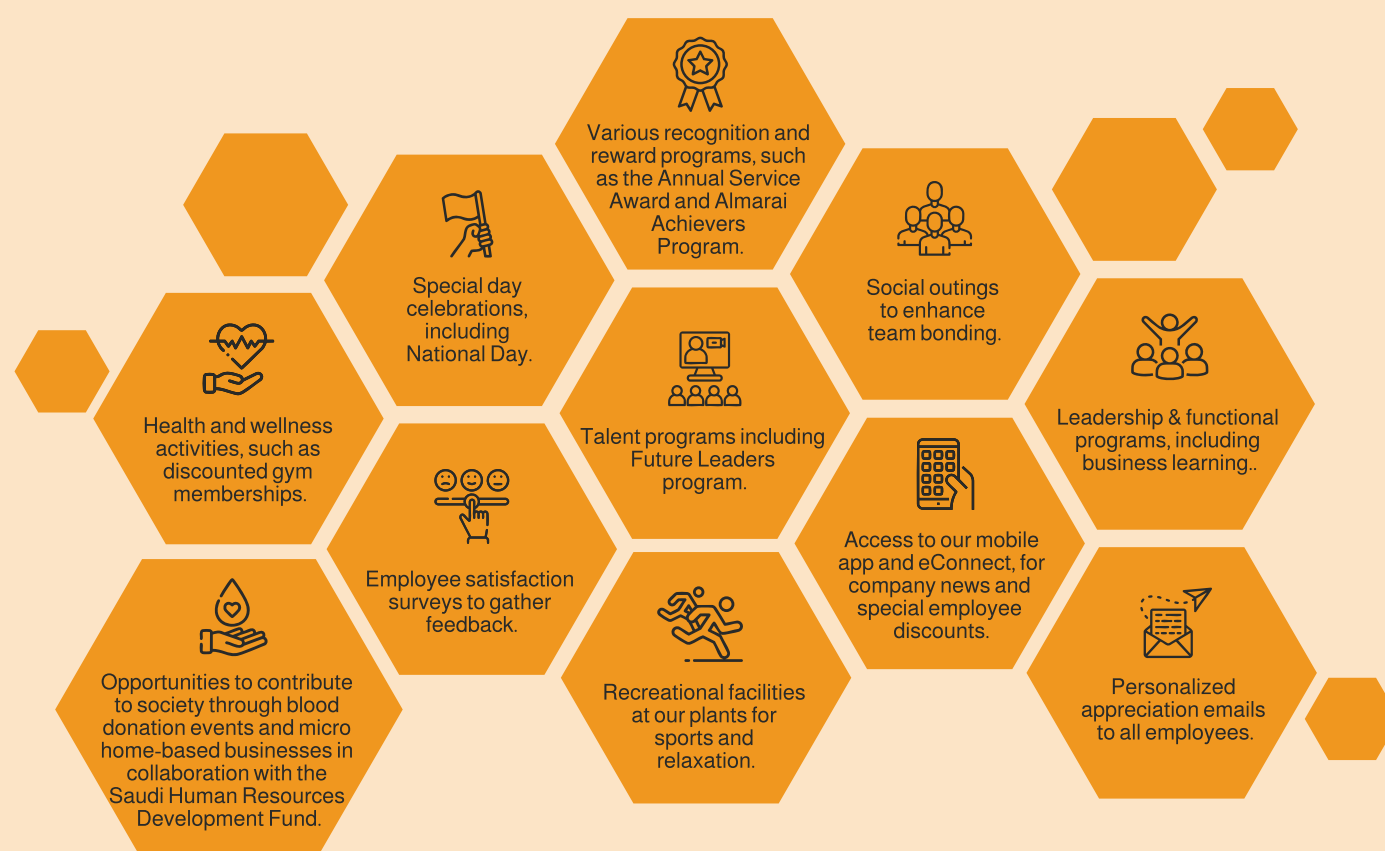 Various recognition and
reward programs, such
as the Annual Service
Award and Almarai
Achievers
Program.
Special day
celebrations,
including
National Day.
Social outings
to enhance
team bonding.
Health and wellness
activities, such as
discounted gym
memberships.
Talent programs including
Future Leaders
program.
Leadership & functional
programs, including
business learning..
Employee satisfaction
surveys to gather
feedback.
Access to our mobile
app and eConnect, for
company news and
special employee
discounts.
Opportunities to contribute
to society through blood
donation events and micro
home-based businesses in
collaboration with the
Saudi Human Resources
Development Fund.
Recreational facilities
at our plants for
sports and
relaxation.
Personalized
appreciation emails
to all employees.